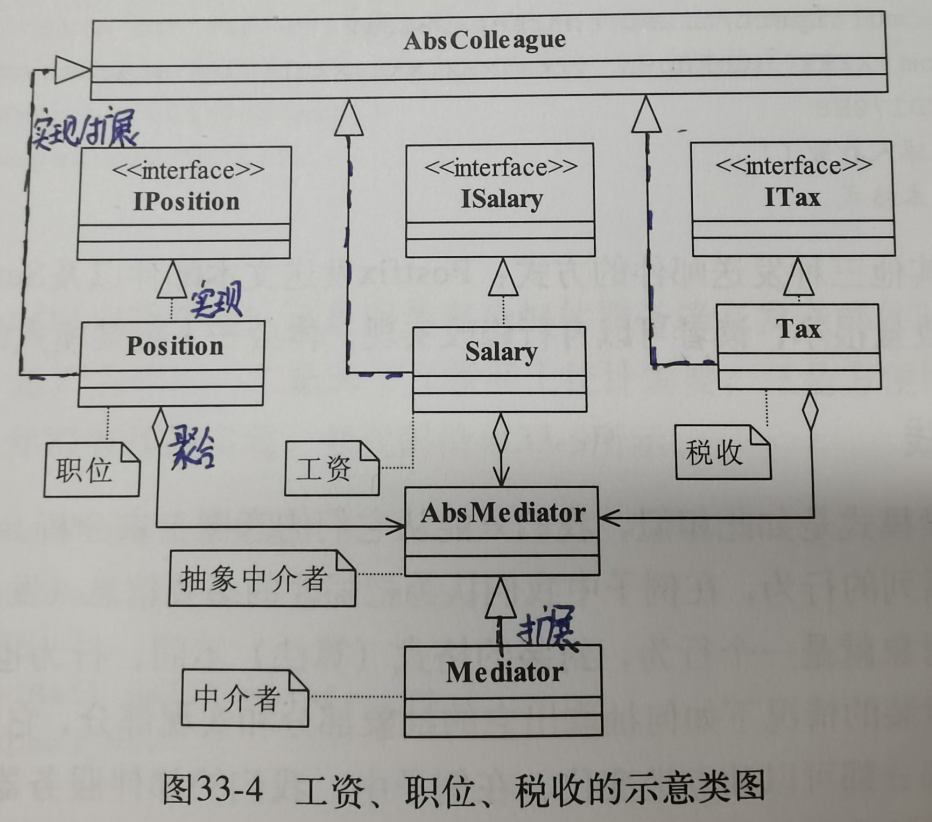 AbsColleague
实现/扩展
<<interface>>
IPosition
<<interface>>
ISalary
<<interface>>
ITax
实现
Position
Salary
Tax
聚合
职位
工资
税收
AbsMediator
抽象中介者
扩展
Mediator
中介者
图33-4 工资、职位、税收的示意类图